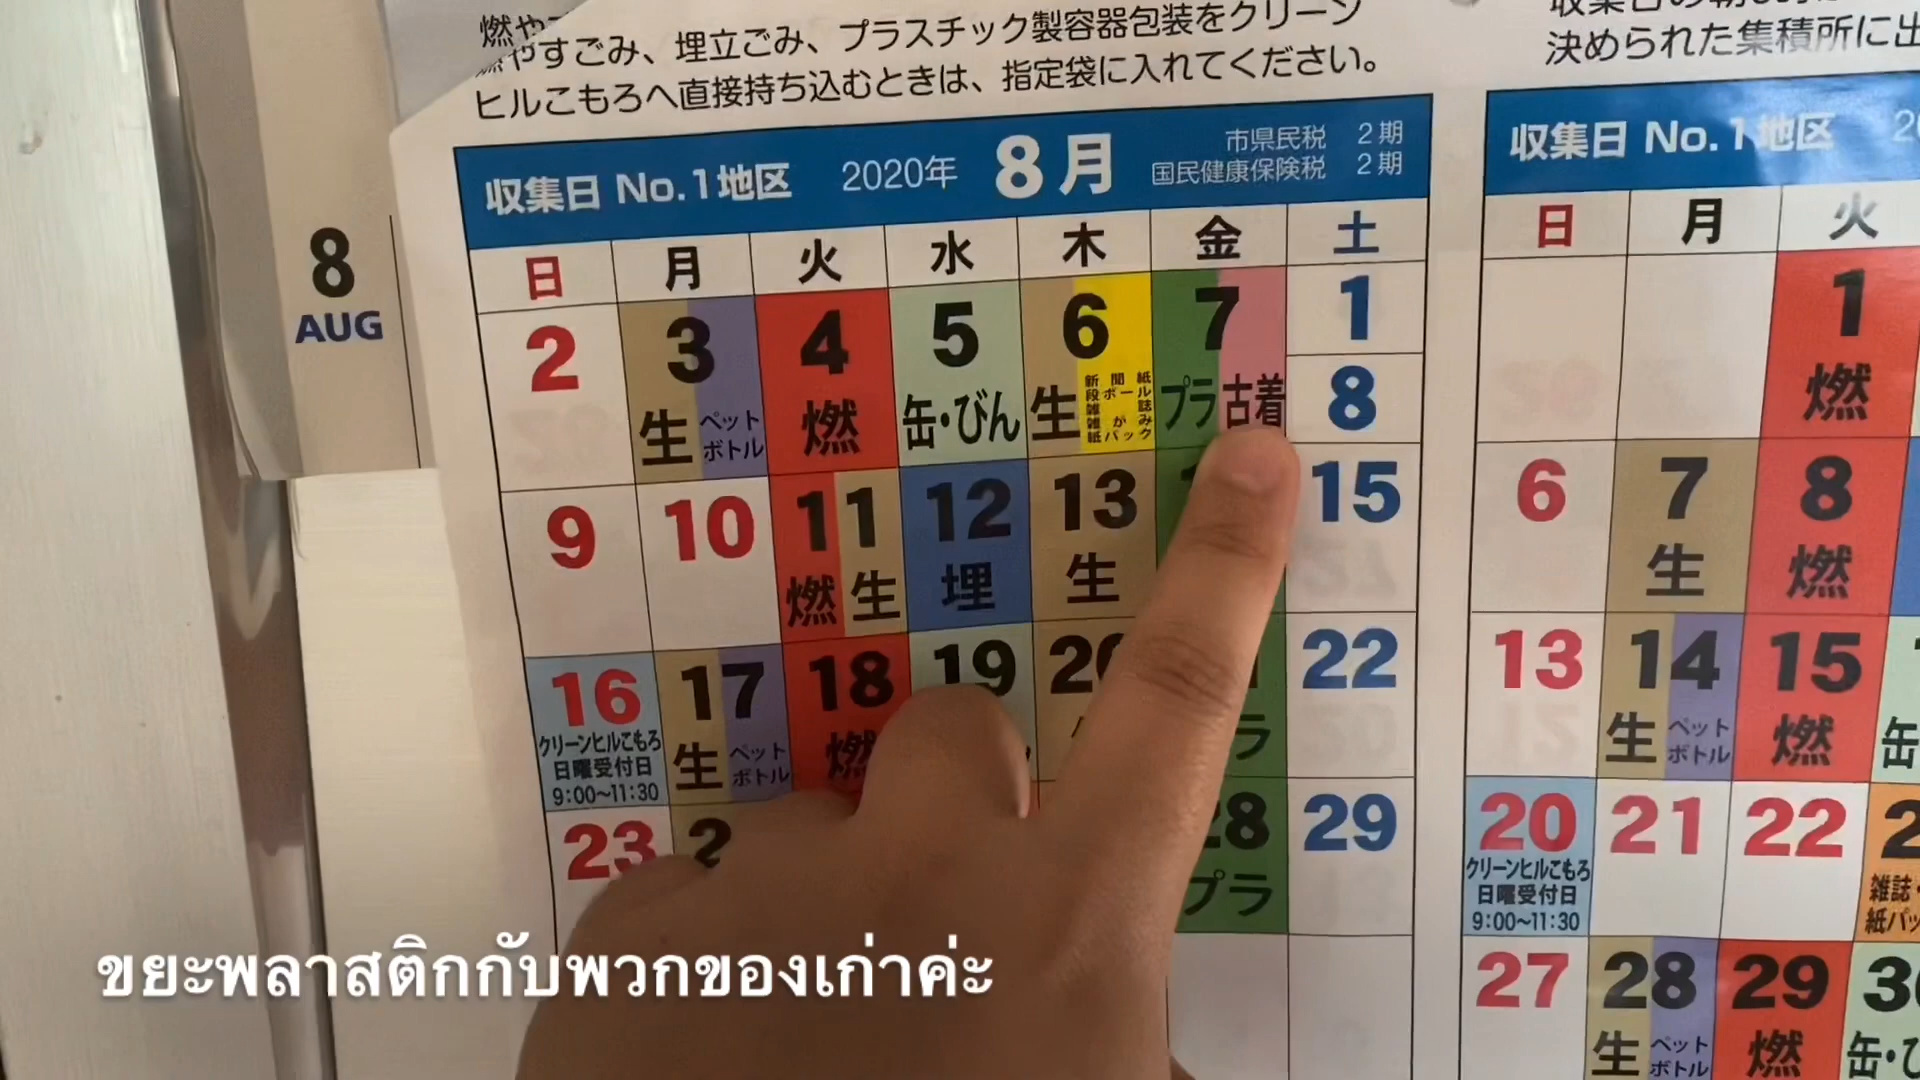 燃や
やすごみ、埋立ごみ、プラスチック製容器包装をクリーン
ヒルこもろへ直接持ち込むときは、指定袋に入れてください。
決められた集積所に出
8
AUG
収集日 No.1地区 2020年 8月
市県民税 2期
国民健康保険税 2期
日 月 火 水 木 金 土
1
2 3 4 5 6 7 8
生 ペットボトル 燃 缶・びん 生 新聞紙 段ボール 雑誌 雑がみ 紙パック プラ 古着
9 10 11 12 13 15
燃 生 埋 生
16 17 18 19 20 22
クリーンヒルこもろ
日曜受付日
9:00~11:30
生 ペットボトル 燃 ラ
23 2 28 29
プラ
収集日 No.1地区
日 月 火
1
燃
6 7 8
生 燃
13 14 15
生 ペットボトル 燃
20 21 22
クリーンヒルこもろ
日曜受付日
9:00~11:30
雑誌・
紙パッ
27 28 29
生 ペットボトル 燃 缶・び
ขยะพลาสติกกับพวกของเก่าค่ะ